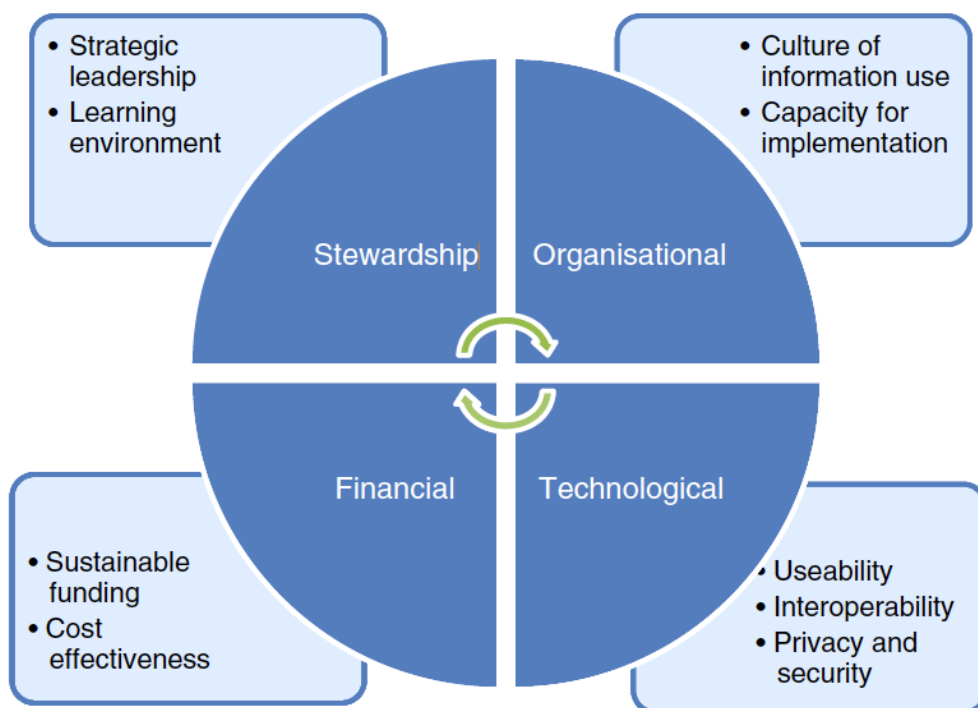 • Strategic
leadership
• Learning
environment
• Culture of
information use
• Capacity for
implementation
Stewardship
Organisational
Financial
Technological
• Sustainable
funding
• Cost
effectiveness
• Useability
• Interoperability
• Privacy and
security